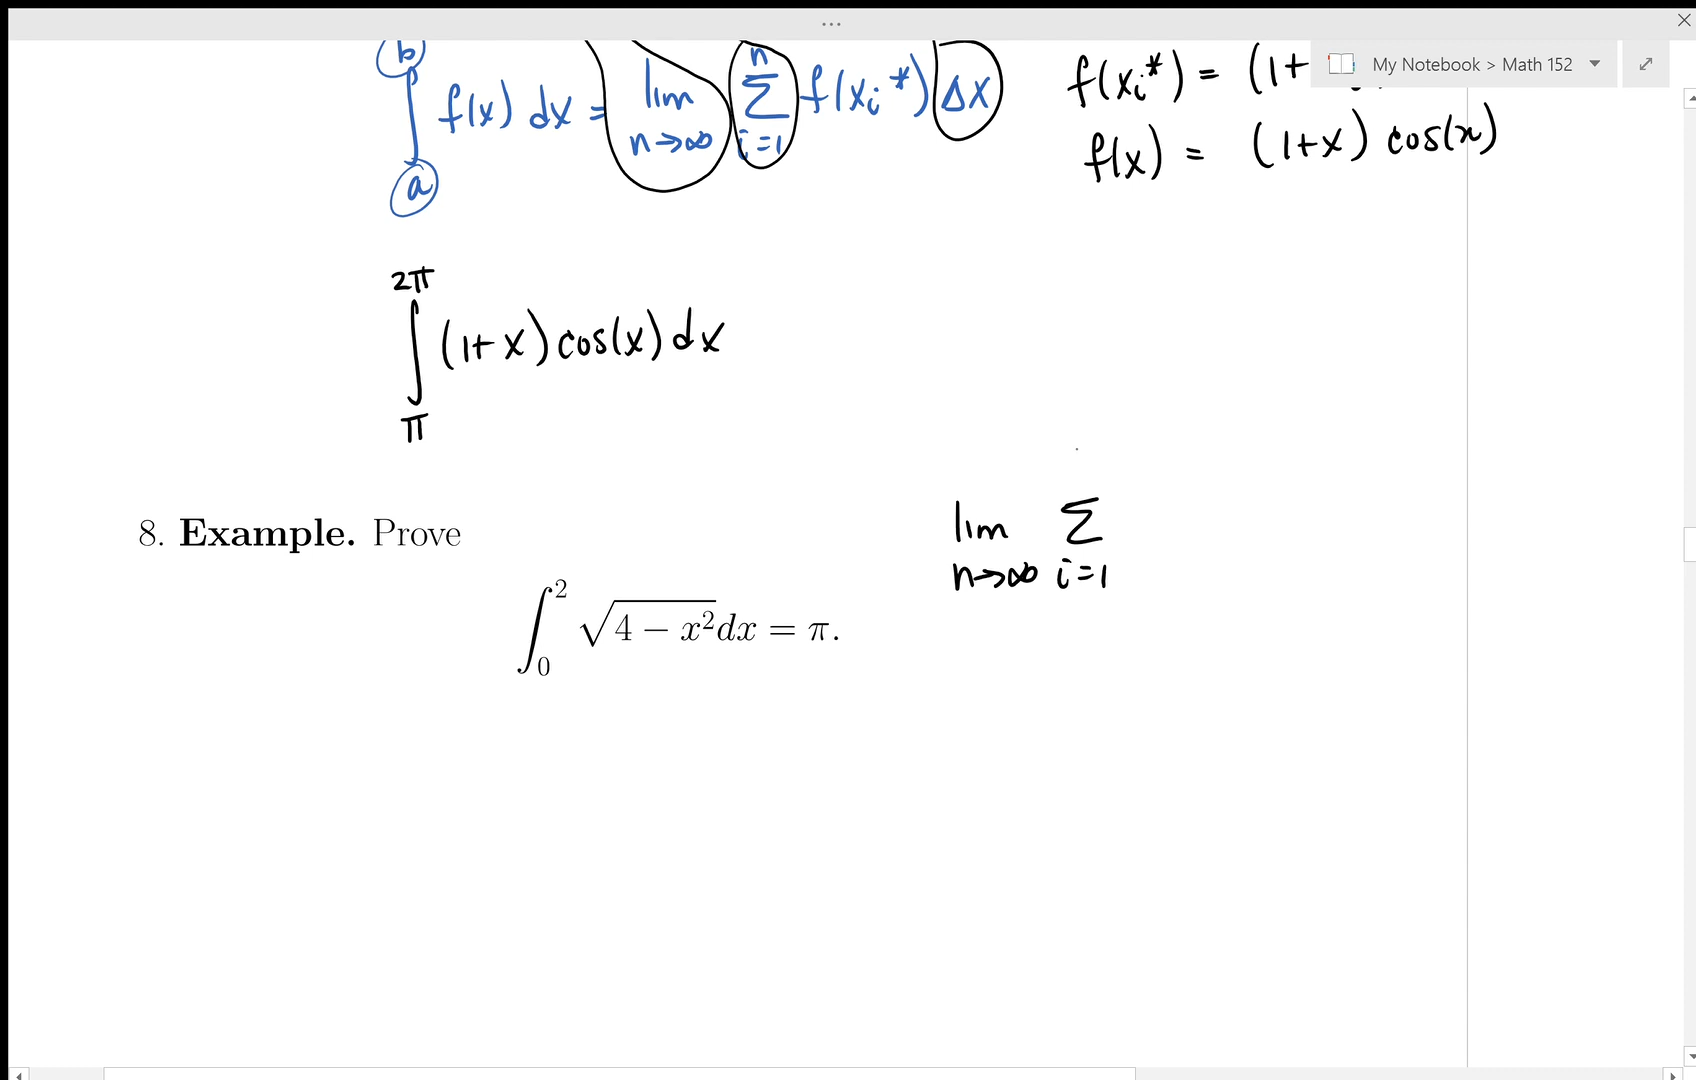 ...
My Notebook > Math 152
b
∫ f(x) dx = lim n→∞ n Σ i=1 f(xᵢ*) Δx
a
f(xᵢ*) = (1+
f(x) = (1+x) cos(x)
2π
∫ (1+x) cos(x) dx
π
8. Example. Prove
∫₀² √(4 − x²)dx = π.
lim Σ
n→∞ i=1